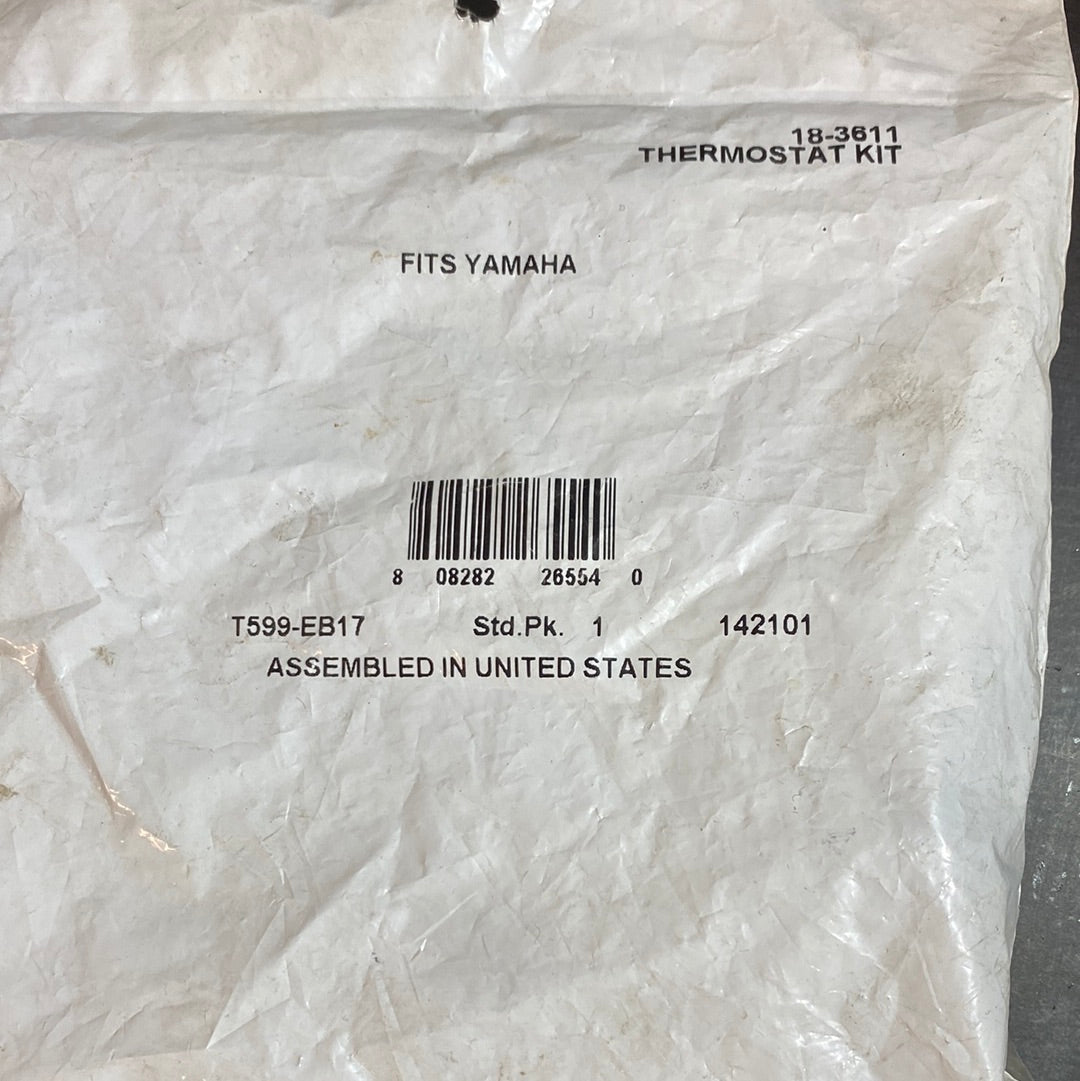 18-3611
THERMOSTAT KIT
FITS YAMAHA
8 08282 26554 0
T599-EB17 Std.Pk. 1 142101
ASSEMBLED IN UNITED STATES